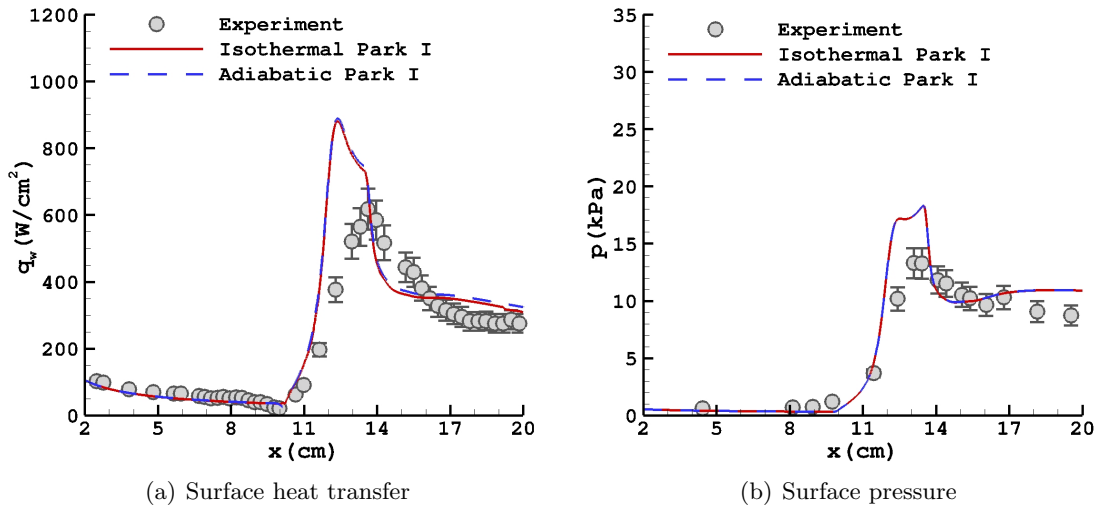 1200
1000
800
600
400
200
0
q_w (W/cm²)
Experiment
Isothermal Park I
Adiabatic Park I
2 5 8 11 14 17 20
x (cm)
(a) Surface heat transfer
35
30
25
20
15
10
5
0
p (kPa)
Experiment
Isothermal Park I
Adiabatic Park I
2 5 8 11 14 17 20
x (cm)
(b) Surface pressure